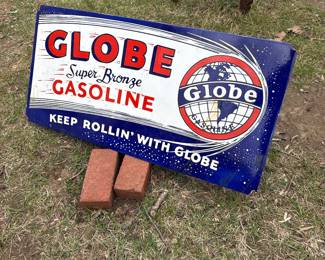 GLOBE
Super Bronze
GASOLINE
Globe
KEEP ROLLIN' WITH GLOBE